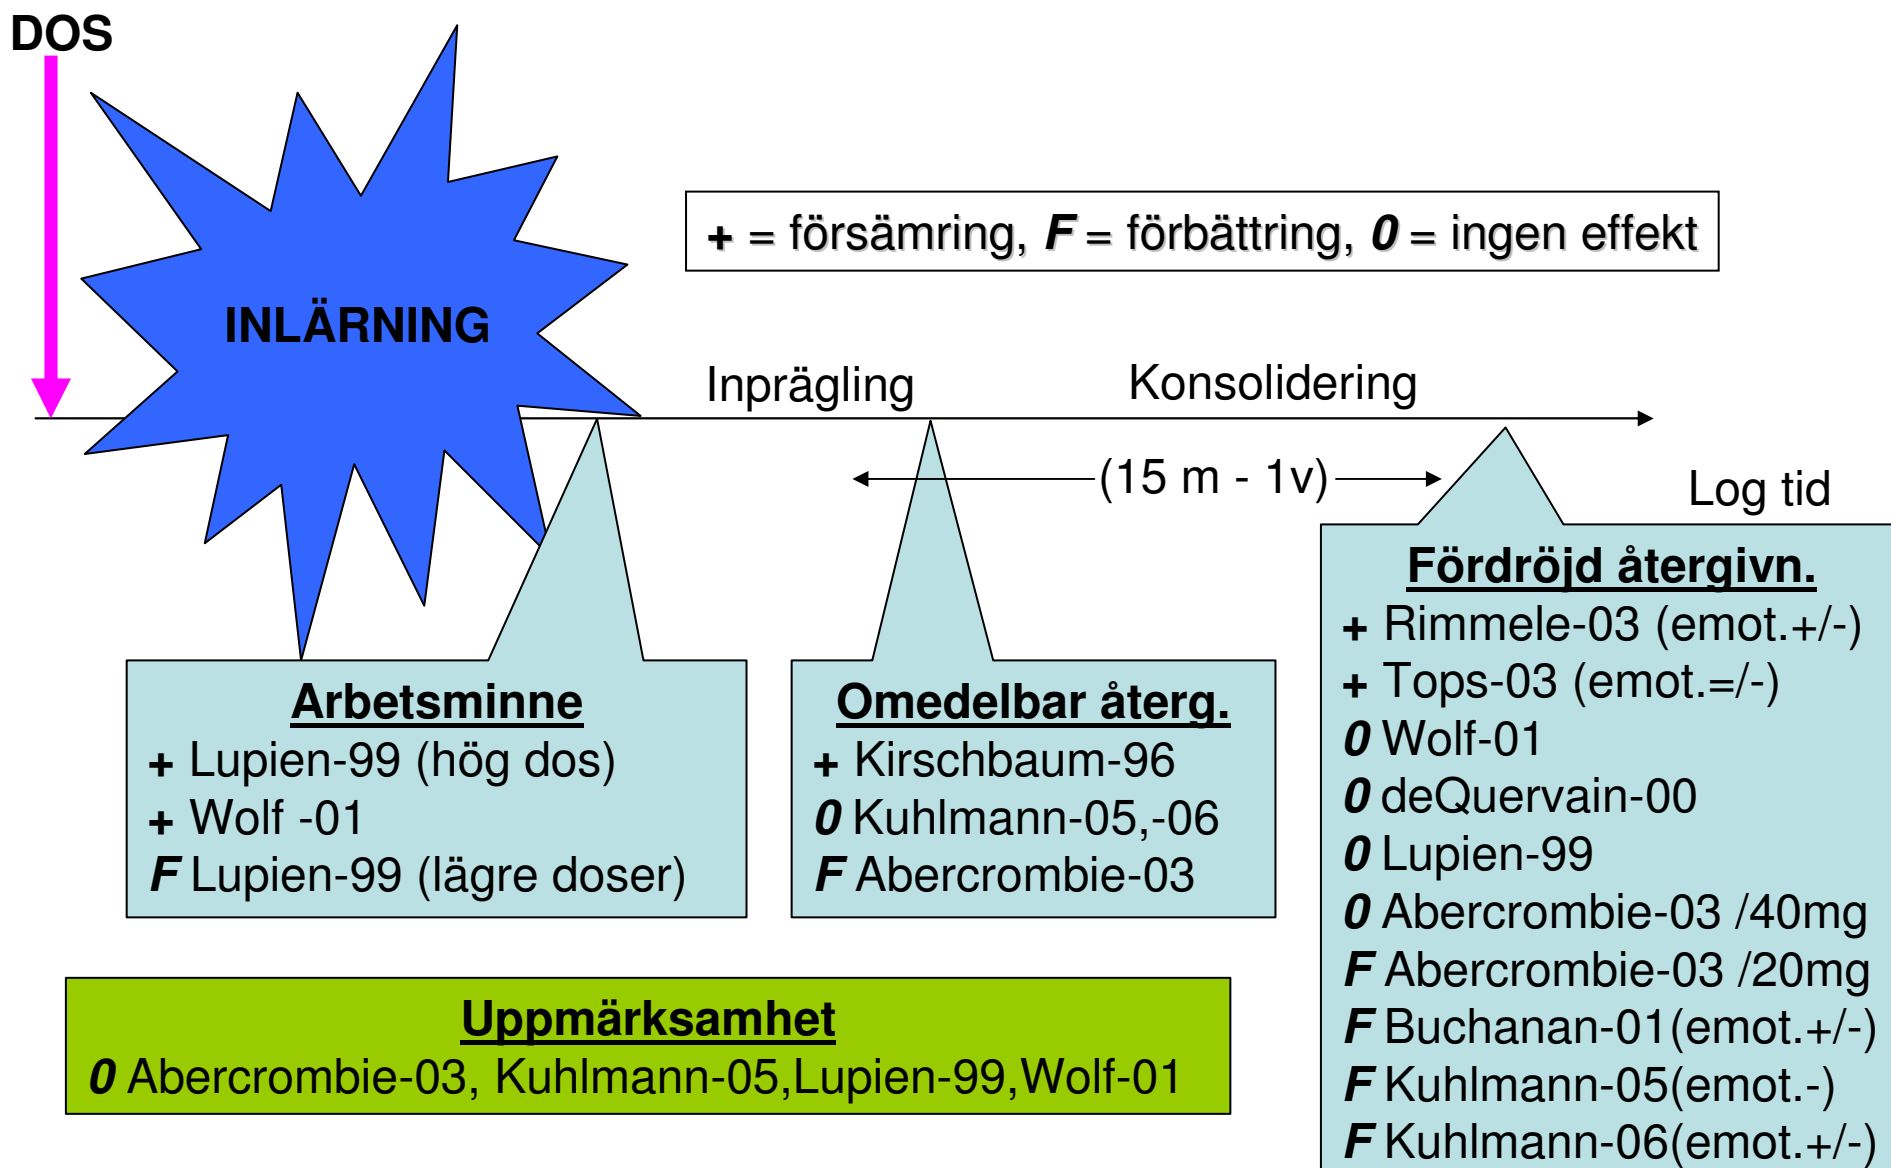 DOS
INLÄRNING
+ = försämring, F = förbättring, 0 = ingen effekt
Inprägling
Konsolidering
(15 m - 1v)
Log tid
Arbetsminne
+ Lupien-99 (hög dos)
+ Wolf -01
F Lupien-99 (lägre doser)
Omedelbar återg.
+ Kirschbaum-96
0 Kuhlmann-05,-06
F Abercrombie-03
Fördröjd återgivn.
+ Rimmele-03 (emot.+/-)
+ Tops-03 (emot.=/-)
0 Wolf-01
0 deQuervain-00
0 Lupien-99
0 Abercrombie-03 /40mg
F Abercrombie-03 /20mg
F Buchanan-01(emot.+/-)
F Kuhlmann-05(emot.-)
F Kuhlmann-06(emot.+/-)
Uppmärksamhet
0 Abercrombie-03, Kuhlmann-05,Lupien-99,Wolf-01